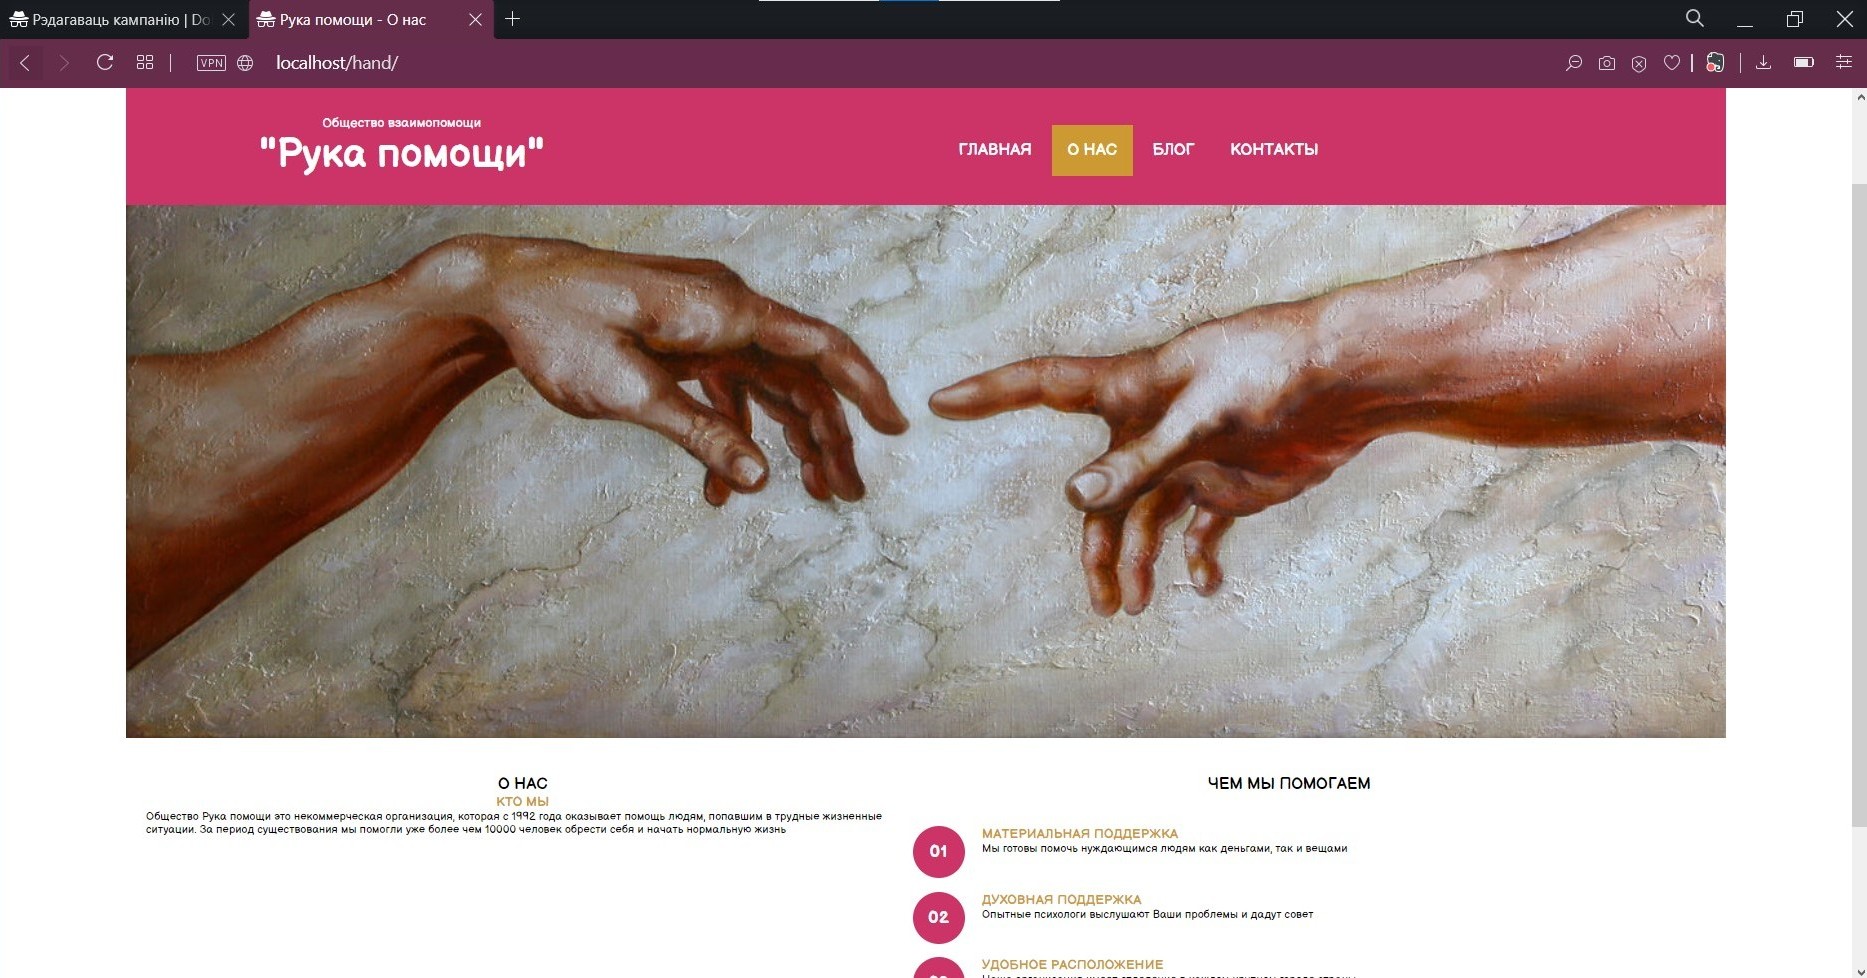 Рэдагаваць кампанію | Do
Рука помощи - О нас
VPN
localhost/hand/
Общество взаимопомощи
"Рука помощи"
ГЛАВНАЯ
О НАС
БЛОГ
КОНТАКТЫ
О НАС
КТО МЫ
Общество Рука помощи это некоммерческая организация, которая с 1992 года оказывает помощь людям, попавшим в трудные жизненные
ситуации. За период существования мы помогли уже более чем 10000 человек обрести себя и начать нормальную жизнь
ЧЕМ МЫ ПОМОГАЕМ
01
МАТЕРИАЛЬНАЯ ПОДДЕРЖКА
Мы готовы помочь нуждающимся людям как деньгами, так и вещами
02
ДУХОВНАЯ ПОДДЕРЖКА
Опытные психологи выслушают Ваши проблемы и дадут совет
УДОБНОЕ РАСПОЛОЖЕНИЕ